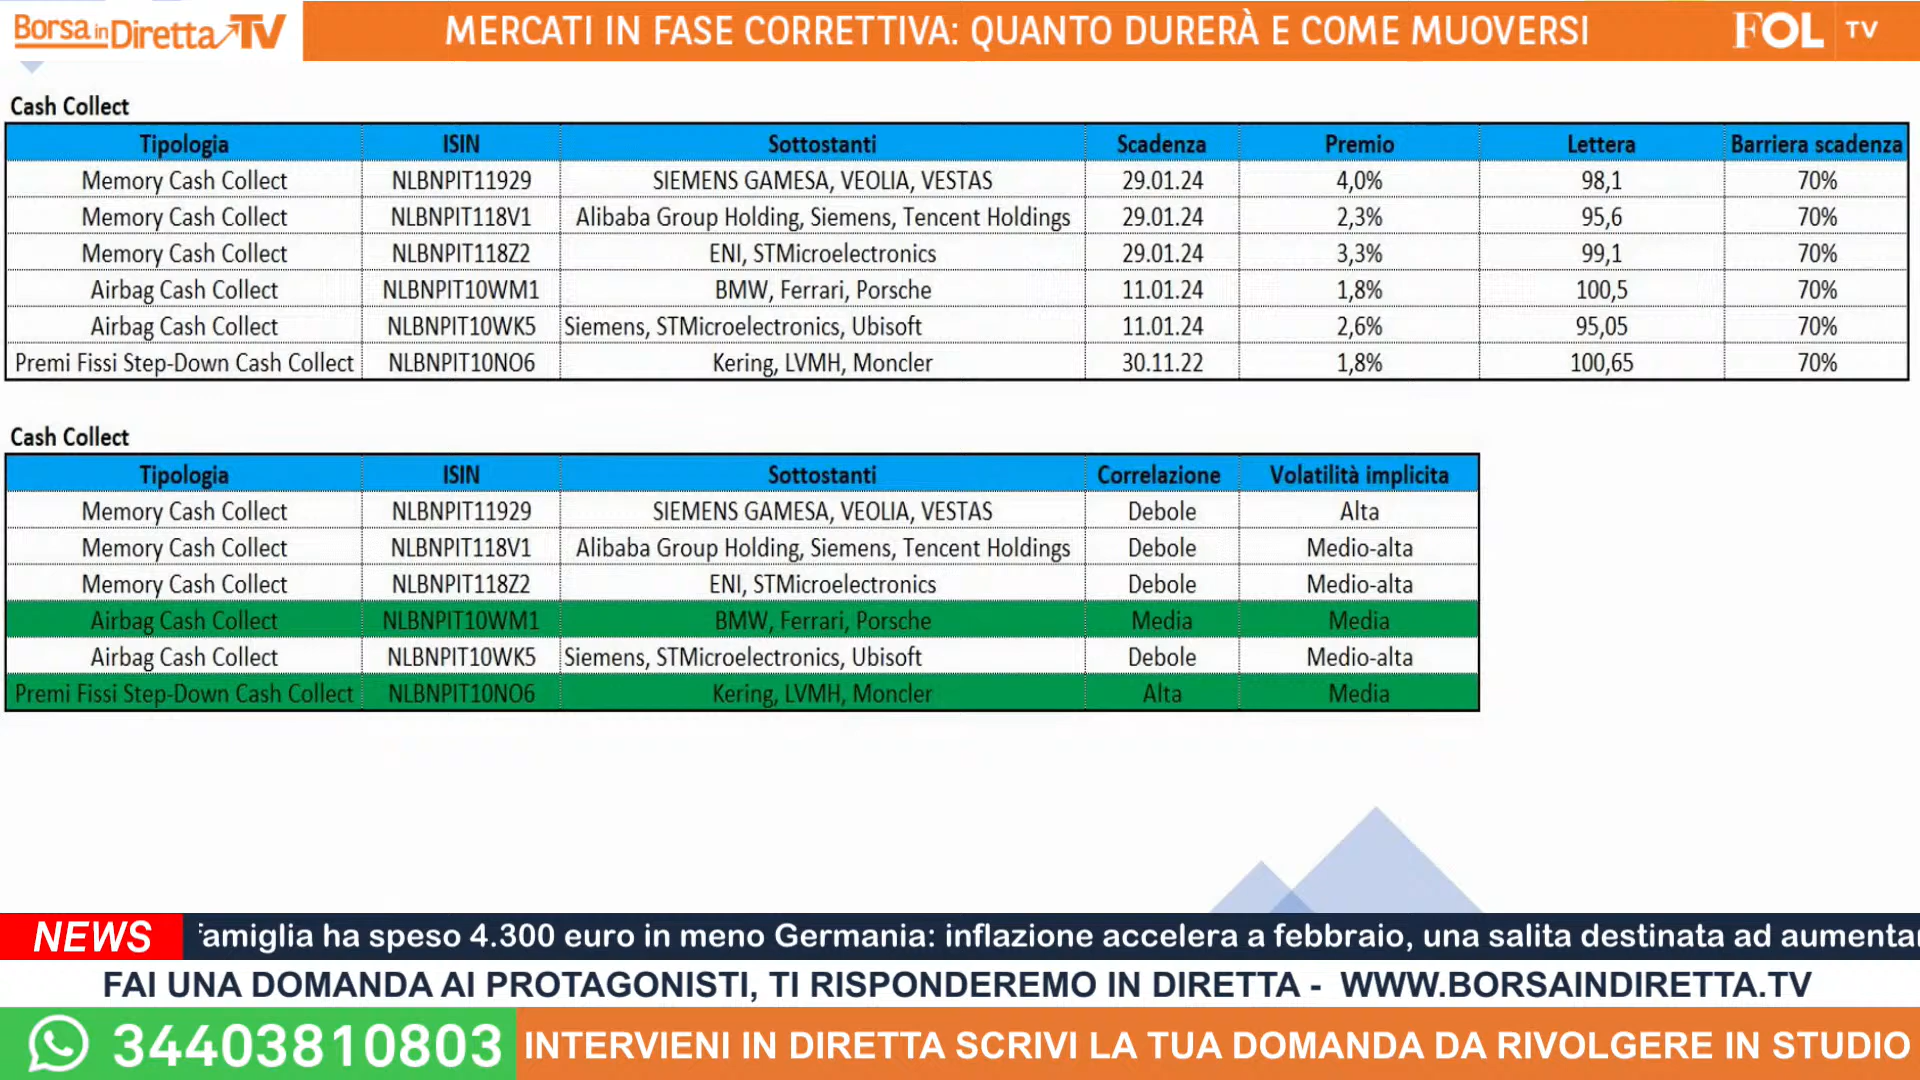 Borsa in Diretta TV MERCATI IN FASE CORRETTIVA: QUANTO DURERÀ E COME MUOVERSI FOL TV
Cash Collect
Tipologia ISIN Sottostanti Scadenza Premio Lettera Barriera scadenza
Memory Cash Collect NLBNPIT11929 SIEMENS GAMESA, VEOLIA, VESTAS 29.01.24 4,0% 98,1 70%
Memory Cash Collect NLBNPIT118V1 Alibaba Group Holding, Siemens, Tencent Holdings 29.01.24 2,3% 95,6 70%
Memory Cash Collect NLBNPIT118Z2 ENI, STMicroelectronics 29.01.24 3,3% 99,1 70%
Airbag Cash Collect NLBNPIT10WM1 BMW, Ferrari, Porsche 11.01.24 1,8% 100,5 70%
Airbag Cash Collect NLBNPIT10WK5 Siemens, STMicroelectronics, Ubisoft 11.01.24 2,6% 95,05 70%
Premi Fissi Step-Down Cash Collect NLBNPIT10NO6 Kering, LVMH, Moncler 30.11.22 1,8% 100,65 70%
Cash Collect
Tipologia ISIN Sottostanti Correlazione Volatilità implicita
Memory Cash Collect NLBNPIT11929 SIEMENS GAMESA, VEOLIA, VESTAS Debole Alta
Memory Cash Collect NLBNPIT118V1 Alibaba Group Holding, Siemens, Tencent Holdings Debole Medio-alta
Memory Cash Collect NLBNPIT118Z2 ENI, STMicroelectronics Debole Medio-alta
Airbag Cash Collect NLBNPIT10WM1 BMW, Ferrari, Porsche Media Media
Airbag Cash Collect NLBNPIT10WK5 Siemens, STMicroelectronics, Ubisoft Debole Medio-alta
Premi Fissi Step-Down Cash Collect NLBNPIT10NO6 Kering, LVMH, Moncler Alta Media
NEWS famiglia ha speso 4.300 euro in meno Germania: inflazione accelera a febbraio, una salita destinata ad aumentar
FAI UNA DOMANDA AI PROTAGONISTI, TI RISPONDEREMO IN DIRETTA - WWW.BORSAINDIRETTA.TV
34403810803 INTERVIENI IN DIRETTA SCRIVI LA TUA DOMANDA DA RIVOLGERE IN STUDIO